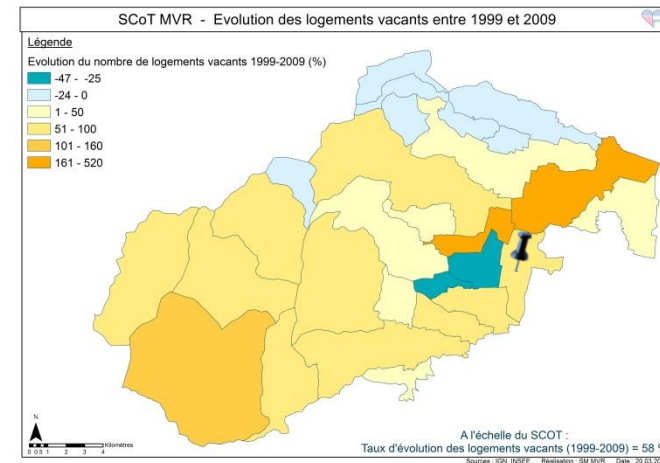 SCoT MVR - Evolution des logements vacants entre 1999 et 2009
Légende
Evolution du nombre de logements vacants 1999-2009 (%)
-47 - -25
-24 - 0
1 - 50
51 - 100
101 - 160
161 - 520
N
0 0.5 1 2 3 4
Kilomètres
A l'échelle du SCOT :
Taux d'évolution des logements vacants (1999-2009) = 58
Sources : IGN, INSEE Réalisation : SM MVR Date : 20.03.20